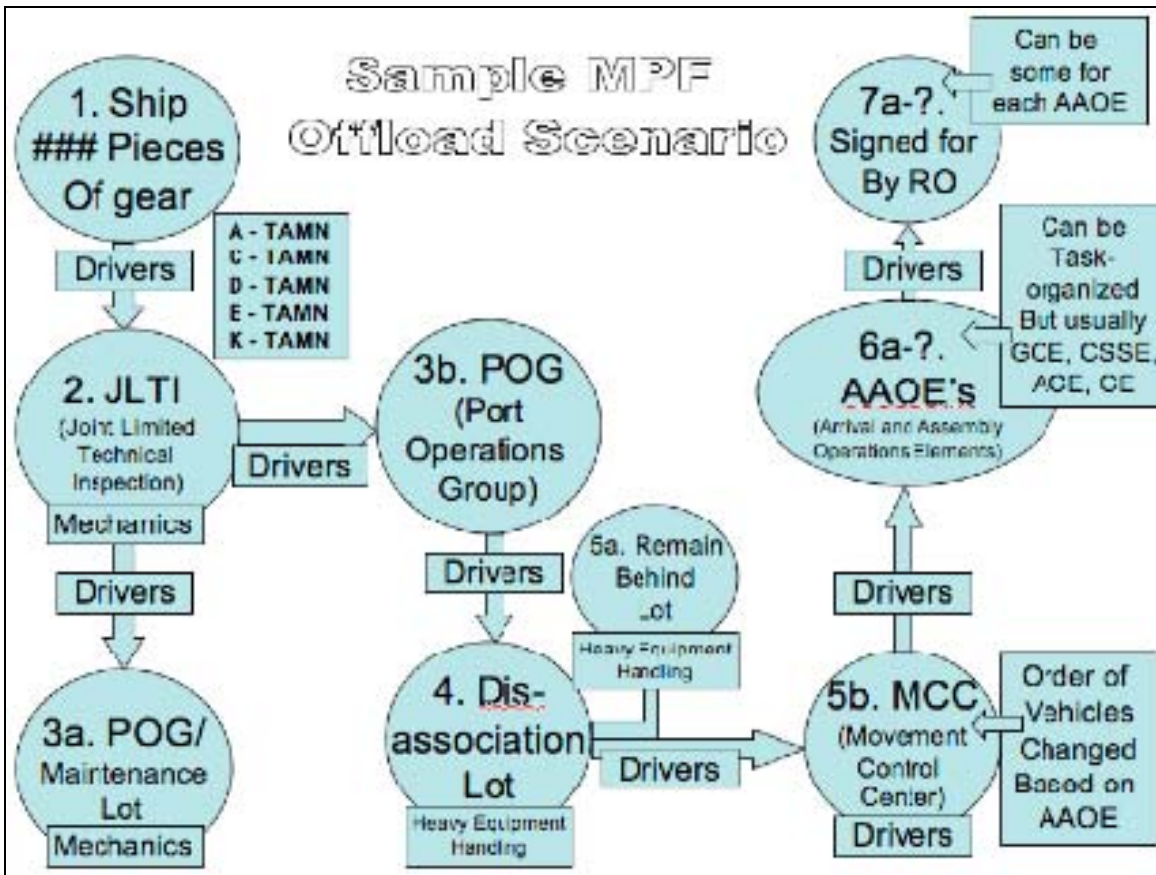 Sample MPF
Offload Scenario
1. Ship
### Pieces
Of gear
Drivers
A - TAMN
C - TAMN
D - TAMN
E - TAMN
K - TAMN
2. JLTI
(Joint Limited
Technical
Inspection)
Mechanics
Drivers
3a. POG/
Maintenance
Lot
Mechanics
Drivers
3b. POG
(Port
Operations
Group)
Drivers
4. Dis-
association
Lot
Heavy Equipment
Handling
5a. Remain
Behind
Lot
Heavy Equipment
Handling
Drivers
5b. MCC
(Movement
Control
Center)
Drivers
Order of
Vehicles
Changed
Based on
AAOE
Drivers
6a-?.
AAOE's
(Arrival and Assembly
Operations Elements)
Can be
Task-
organized
But usually
GCE, CSSE,
ACE, CE
Drivers
7a-?.
Signed for
By RO
Can be
some for
each AAOE